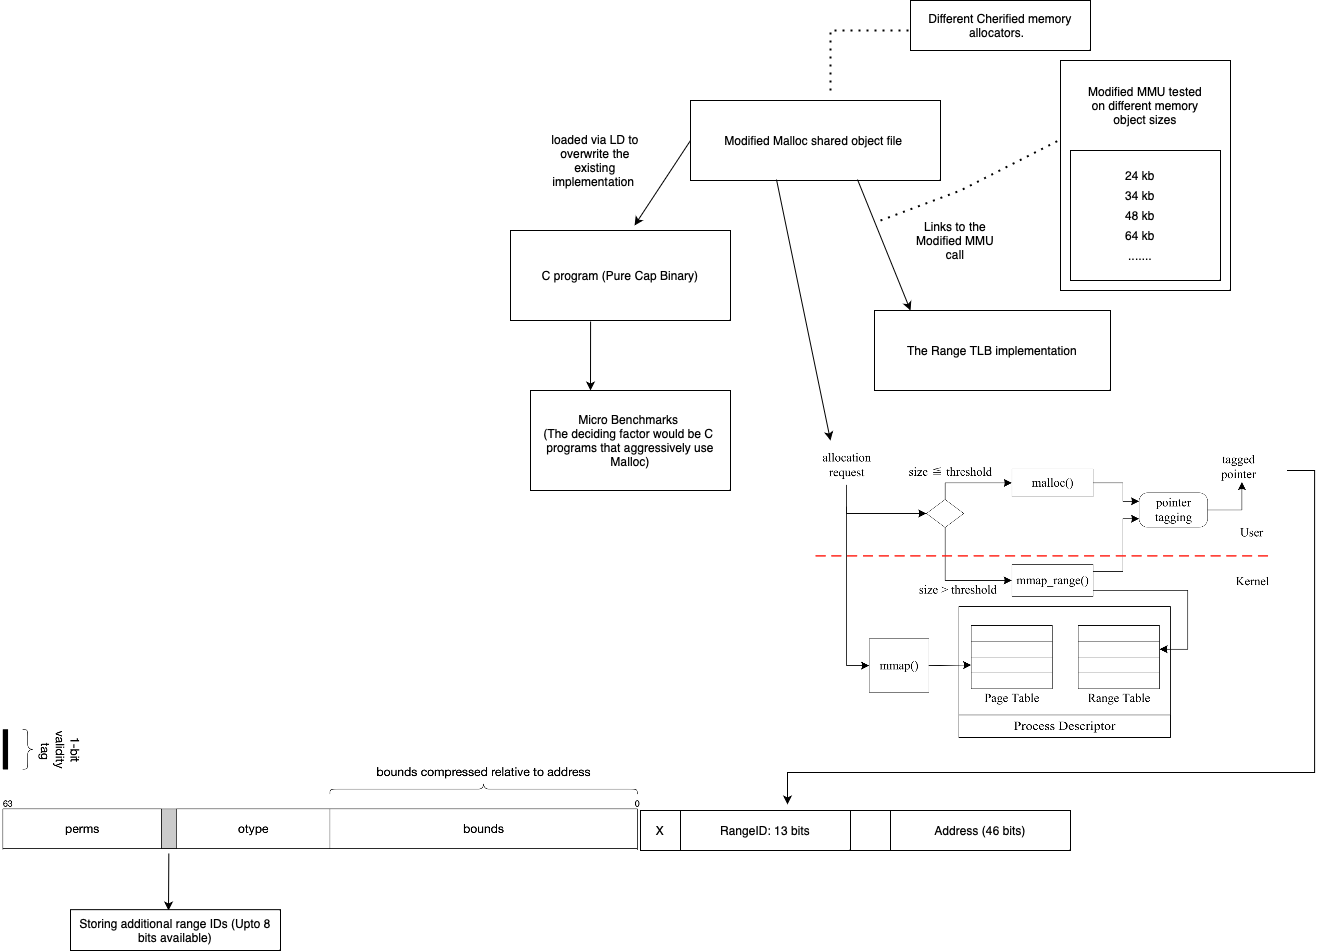 Different Cherified memory
allocators.
Modified MMU tested
on different memory
object sizes
24 kb
34 kb
48 kb
64 kb
.......
Modified Malloc shared object file
loaded via LD to
overwrite the
existing
implementation
Links to the
Modified MMU
call
C program (Pure Cap Binary)
The Range TLB implementation
Micro Benchmarks
(The deciding factor would be C
programs that aggressively use
Malloc)
allocation
request
size ≦ threshold
malloc()
tagged
pointer
pointer
tagging
User
Kernel
size > threshold
mmap_range()
mmap()
Page Table
Range Table
Process Descriptor
1-bit
validity
tag
bounds compressed relative to address
63
0
perms
otype
bounds
X
RangeID: 13 bits
Address (46 bits)
Storing additional range IDs (Upto 8
bits available)